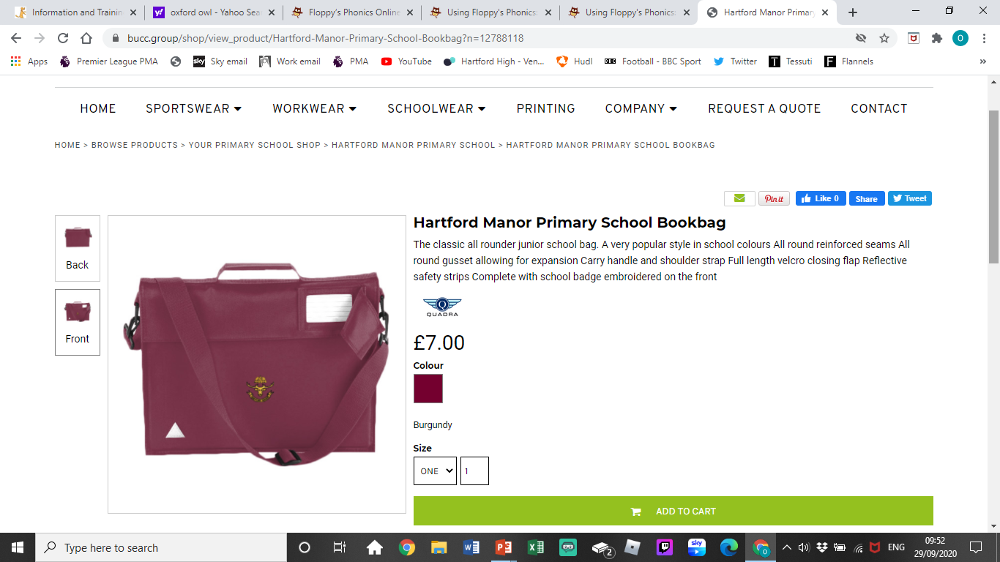 Information and Trainin
oxford owl - Yahoo Sea
Floppy's Phonics Online
Using Floppy's Phonics:
Using Floppy's Phonics:
Hartford Manor Primary
bucc.group/shop/view_product/Hartford-Manor-Primary-School-Bookbag?n=12788118
O
Apps
Premier League PMA
sky
Sky email
Work email
PMA
YouTube
Hartford High - Ven...
Hudl
BBC
Football - BBC Sport
Twitter
T
Tessuti
F
Flannels
»
HOME
SPORTSWEAR
WORKWEAR
SCHOOLWEAR
PRINTING
COMPANY
REQUEST A QUOTE
CONTACT
HOME > BROWSE PRODUCTS > YOUR PRIMARY SCHOOL SHOP > HARTFORD MANOR PRIMARY SCHOOL > HARTFORD MANOR PRIMARY SCHOOL BOOKBAG
Pin it
Like 0
Share
Tweet
Back
Front
Hartford Manor Primary School Bookbag
The classic all rounder junior school bag. A very popular style in school colours All round reinforced seams All
round gusset allowing for expansion Carry handle and shoulder strap Full length velcro closing flap Reflective
safety strips Complete with school badge embroidered on the front
Q
QUADRA
£7.00
Colour
Burgundy
Size
ONE
1
ADD TO CART
Type here to search
2
sky
O
ENG
09:52
29/09/2020